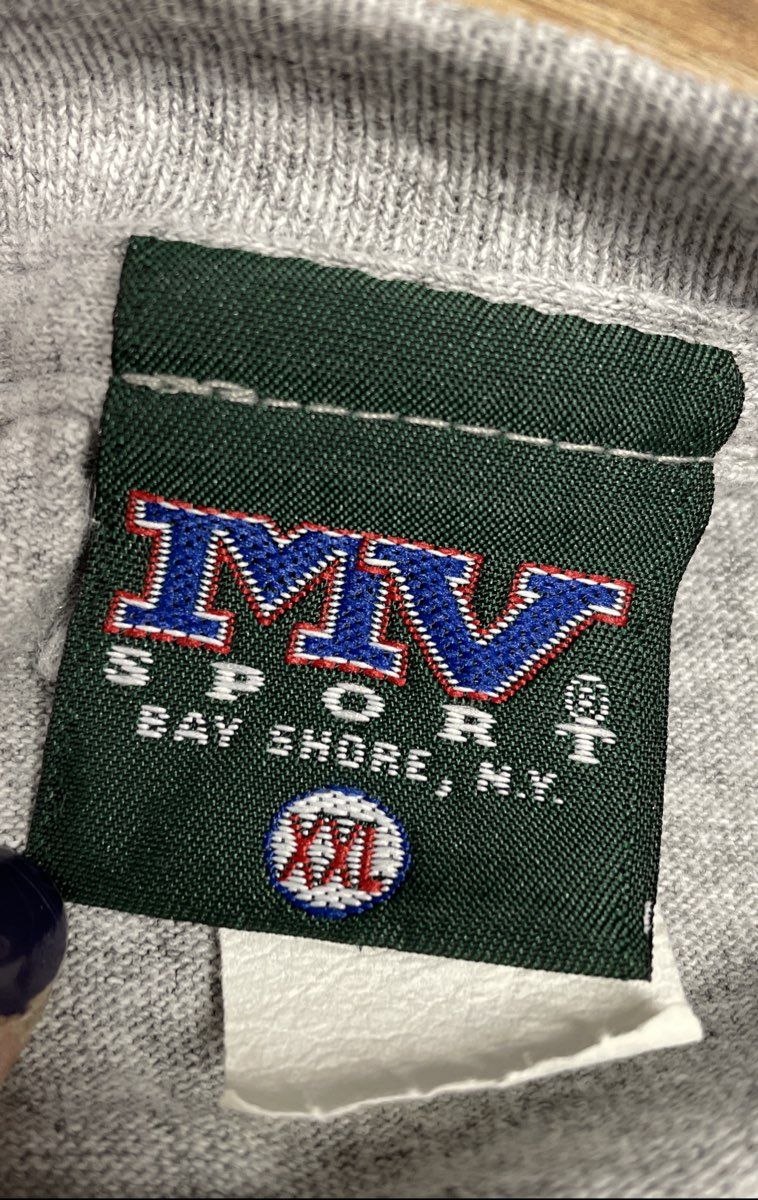 MV
SPORT®
BAY SHORE, N.Y.
XXL